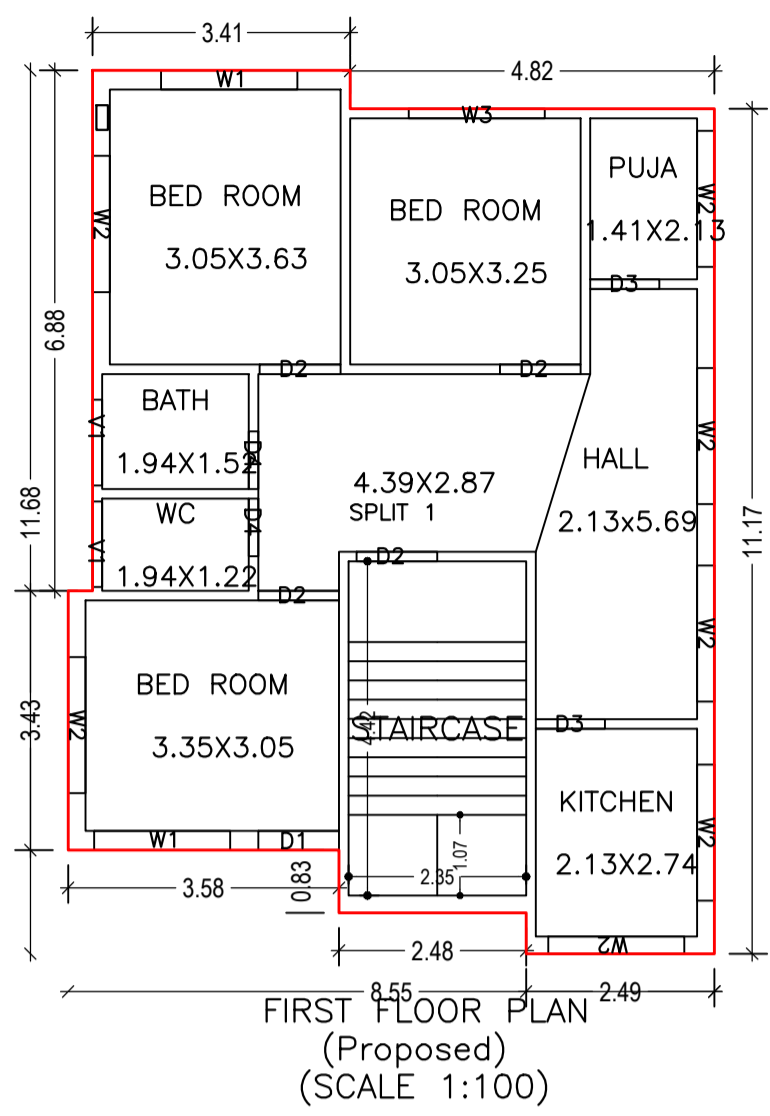 3.41
4.82
W1
W3
W2
BED ROOM
3.05X3.63
BED ROOM
3.05X3.25
PUJA
1.41X2.13
W2
D3
6.88
11.68
11.17
D2
D2
BATH
1.94X1.52
V1
D4
WC
1.94X1.22
V1
D4
4.39X2.87
SPLIT 1
HALL
2.13x5.69
W2
W2
D2
D2
BED ROOM
3.35X3.05
W2
3.43
STAIRCASE
4.42
D3
KITCHEN
2.13X2.74
W2
W1
D1
1.07
2.35
3.58
0.83
W2
2.48
8.55
2.49
FIRST FLOOR PLAN
(Proposed)
(SCALE 1:100)